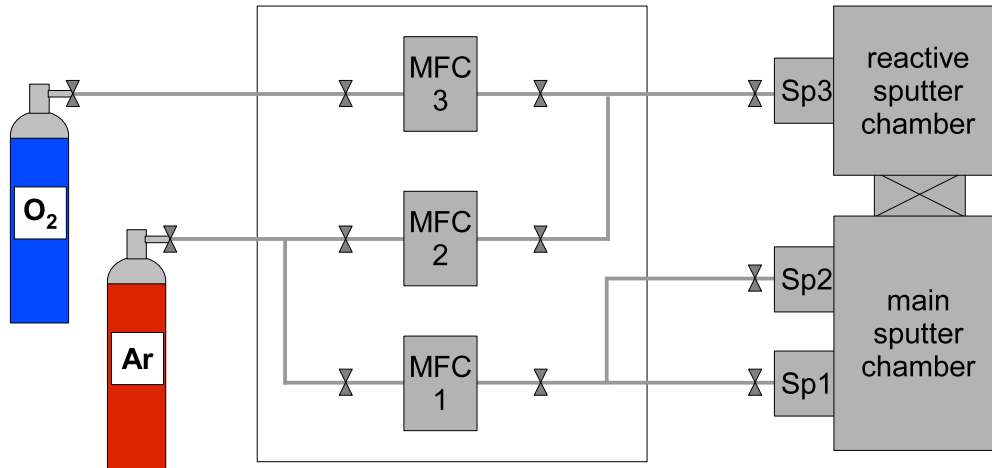 MFC
3
Sp3
reactive
sputter
chamber
O₂
MFC
2
Ar
Sp2
main
sputter
chamber
MFC
1
Sp1